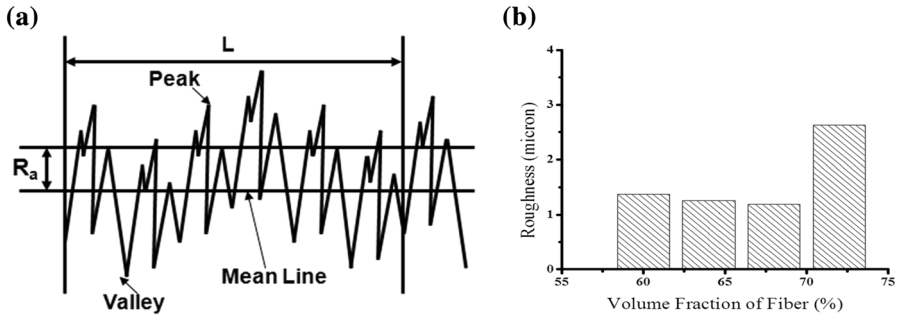 (a)
L
Peak
Ra
Mean Line
Valley
(b)
Roughness (micron)
4
3
2
1
0
55
60
65
70
75
Volume Fraction of Fiber (%)